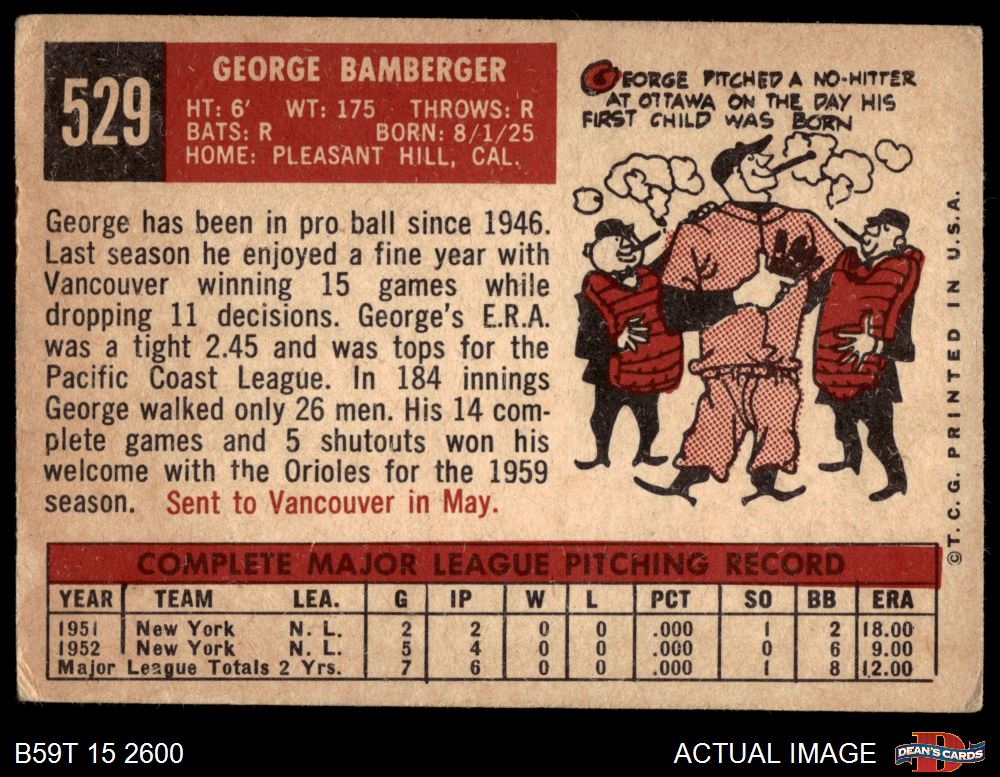 529
GEORGE BAMBERGER
HT: 6' WT: 175 THROWS: R
BATS: R BORN: 8/1/25
HOME: PLEASANT HILL, CAL.
GEORGE PITCHED A NO-HITTER
AT OTTAWA ON THE DAY HIS
FIRST CHILD WAS BORN
George has been in pro ball since 1946.
Last season he enjoyed a fine year with
Vancouver winning 15 games while
dropping 11 decisions. George's E.R.A.
was a tight 2.45 and was tops for the
Pacific Coast League. In 184 innings
George walked only 26 men. His 14 com-
plete games and 5 shutouts won his
welcome with the Orioles for the 1959
season. Sent to Vancouver in May.
© T. C. G. PRINTED IN U.S.A.
COMPLETE MAJOR LEAGUE PITCHING RECORD
YEAR TEAM LEA. G IP W L PCT SO BB ERA
1951 New York N. L. 2 2 0 0 .000 1 2 18.00
1952 New York N. L. 5 4 0 0 .000 0 6 9.00
Major League Totals 2 Yrs. 7 6 0 0 .000 1 8 12.00
B59T 15 2600 ACTUAL IMAGE
DEAN'S CARDS